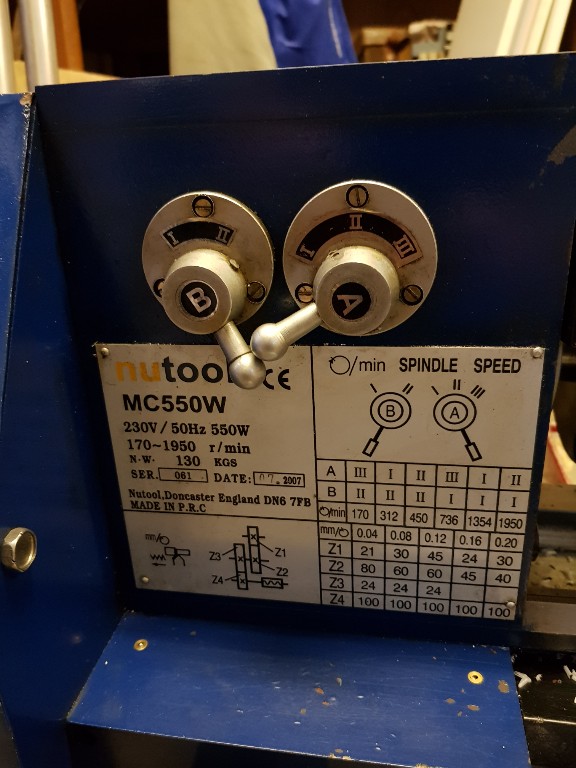 I II
I II III
B
A
nutool CE
MC550W
230V/50Hz 550W
170~1950 r/min
N.W. 130 KGS
SER. 061 DATE: 07.2007
Nutool,Doncaster England DN6 7FB
MADE IN P.R.C
mm/
Z3 Z1
Z2
Z4
/min SPINDLE SPEED
I II I II III
B A
A III I II III I II
B II II II I I I
/min 170 312 450 736 1354 1950
mm/ 0.04 0.08 0.12 0.16 0.20
Z1 21 30 45 24 30
Z2 80 60 60 45 40
Z3 24 24 24
Z4 100 100 100 100 100